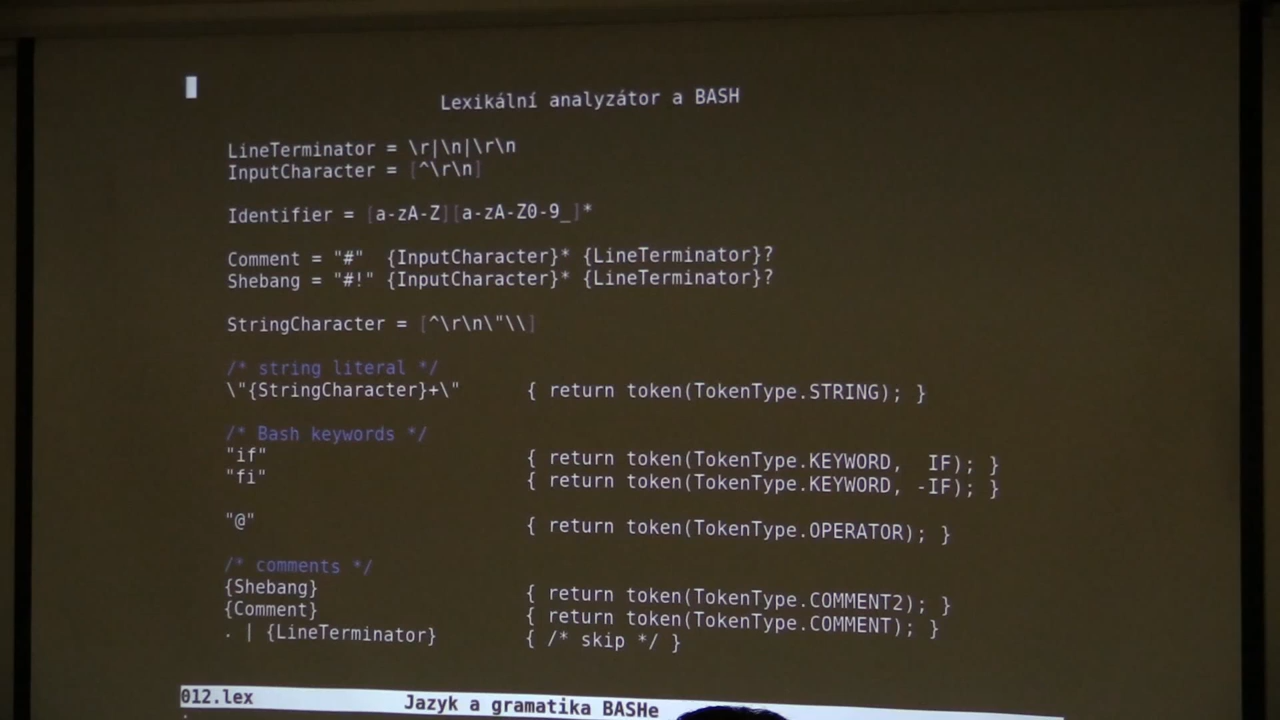 Lexikální analyzátor a BASH
LineTerminator = \r|\n|\r\n
InputCharacter = [^\r\n]
Identifier = [a-zA-Z][a-zA-Z0-9_]*
Comment = "#"  {InputCharacter}* {LineTerminator}?
Shebang = "#!" {InputCharacter}* {LineTerminator}?
StringCharacter = [^\r\n\"\\]
/* string literal */
\"{StringCharacter}+\" { return token(TokenType.STRING); }
/* Bash keywords */
"if" { return token(TokenType.KEYWORD,  IF); }
"fi" { return token(TokenType.KEYWORD, -IF); }
"@" { return token(TokenType.OPERATOR); }
/* comments */
{Shebang} { return token(TokenType.COMMENT2); }
{Comment} { return token(TokenType.COMMENT); }
. | {LineTerminator} { /* skip */ }
012.lex Jazyk a gramatika BASHe